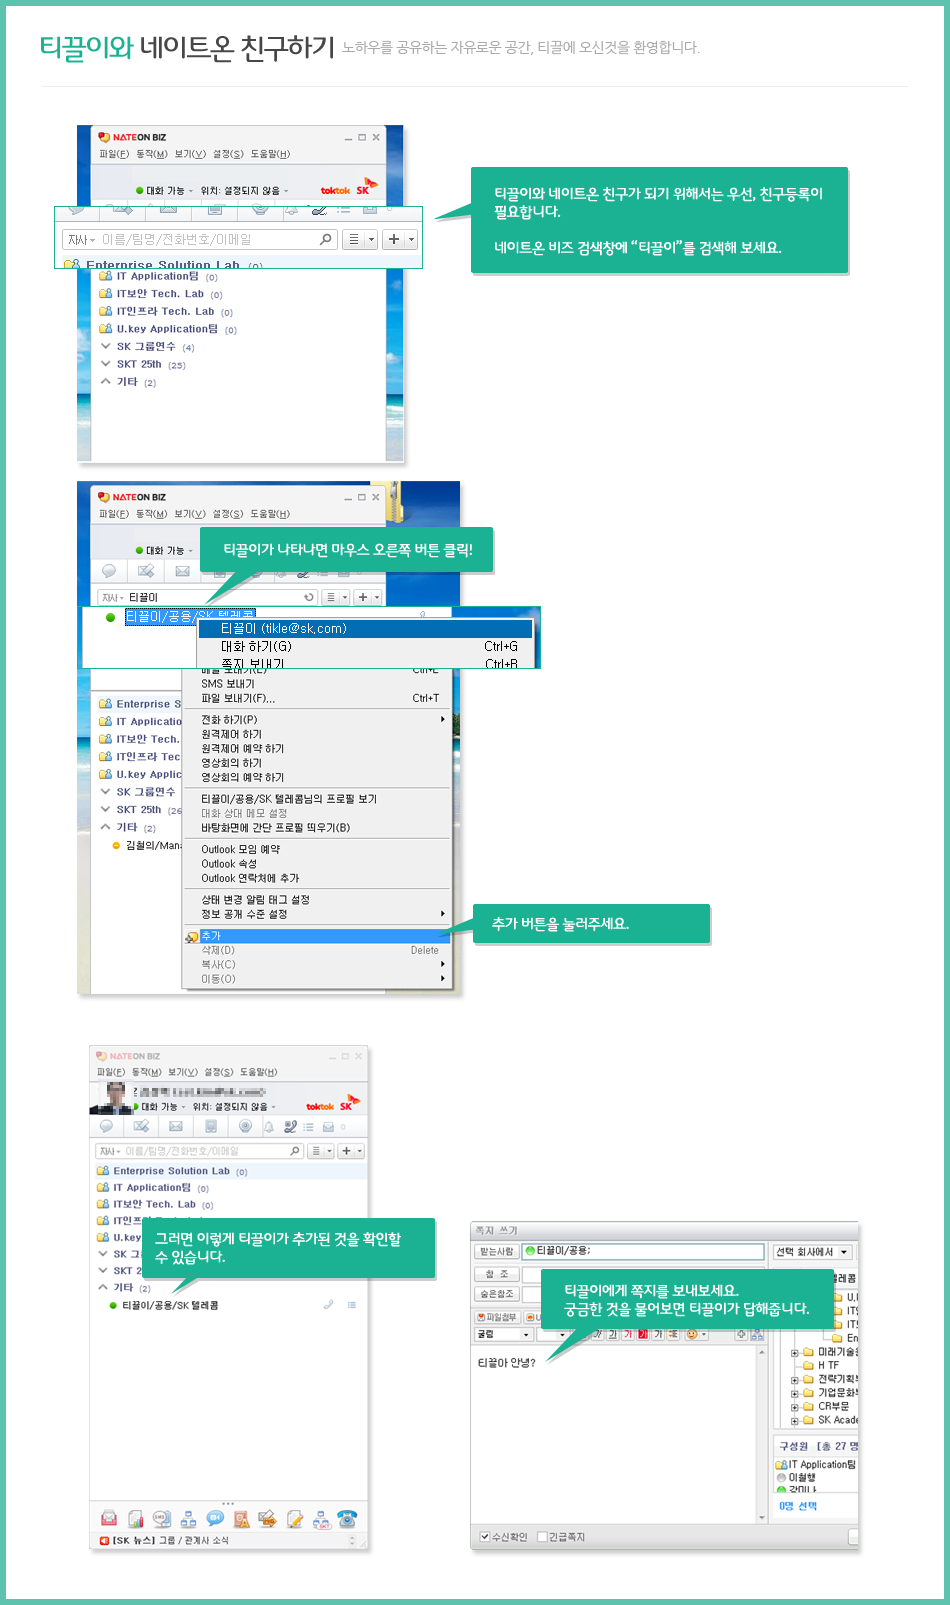 티끌이와 네이트온 친구하기 노하우를 공유하는 자유로운 공간, 티끌에 오신것을 환영합니다.
NATEON BIZ
파일(F) 동작(M) 보기(V) 설정(S) 도움말(H)
대화 가능 위치: 설정되지 않음 toktok SK
자사 이름/팀명/전화번호/이메일
Enterprise Solution Lab (0)
IT Application팀 (0)
IT보안 Tech. Lab (0)
IT인프라 Tech. Lab (0)
U.key Application팀 (0)
SK 그룹연수 (4)
SKT 25th (25)
기타 (2)
티끌이와 네이트온 친구가 되기 위해서는 우선, 친구등록이
필요합니다.
네이트온 비즈 검색창에 “티끌이”를 검색해 보세요.
NATEON BIZ
파일(F) 동작(M) 보기(V) 설정(S) 도움말(H)
대화 가능
티끌이가 나타나면 마우스 오른쪽 버튼 클릭!
자사 티끌이
티끌이/공용/SK 텔레콤
티끌이 (tikle@sk.com)
대화 하기(G) Ctrl+G
쪽지 보내기 Ctrl+R
메일 보내기(E) Ctrl+E
SMS 보내기
파일 보내기(F)... Ctrl+T
전화 하기(P)
원격제어 하기
원격제어 예약 하기
영상회의 하기
영상회의 예약 하기
티끌이/공용/SK 텔레콤님의 프로필 보기
대화 상대 메모 설정
바탕화면에 간단 프로필 띄우기(B)
Outlook 모임 예약
Outlook 속성
Outlook 연락처에 추가
상태 변경 알림 태그 설정
정보 공개 수준 설정
추가
삭제(D) Delete
복사(C)
이동(O)
Enterprise S
IT Applicatio
IT보안 Tech.
IT인프라 Tec
U.key Applic
SK 그룹연수
SKT 25th (26
기타 (2)
김철의/Mana
추가 버튼을 눌러주세요.
NATEON BIZ
파일(F) 동작(M) 보기(V) 설정(S) 도움말(H)
대화 가능 위치: 설정되지 않음 toktok SK
0
자사 이름/팀명/전화번호/이메일
Enterprise Solution Lab (0)
IT Application팀 (0)
IT보안 Tech. Lab (0)
IT인프
U.key
SK 그
SKT 2
기타 (2)
티끌이/공용/SK 텔레콤
그러면 이렇게 티끌이가 추가된 것을 확인할
수 있습니다.
[SK 뉴스] 그룹 / 관계사 소식
쪽지 쓰기
받는사람 티끌이/공용;
참 조
숨은참조
파일첨부
굴림
가 가 가 가
티끌이에게 쪽지를 보내보세요.
궁금한 것을 물어보면 티끌이가 답해줍니다.
티끌아 안녕?
수신확인 긴급쪽지
선택 회사에서
레콤
U.
IT
IT보
En
미래기술
H TF
전략기획
기업문화
CR부문
SK Acade
구성원 [총 27 명
IT Application팀
이철행
강미나
0명 선택